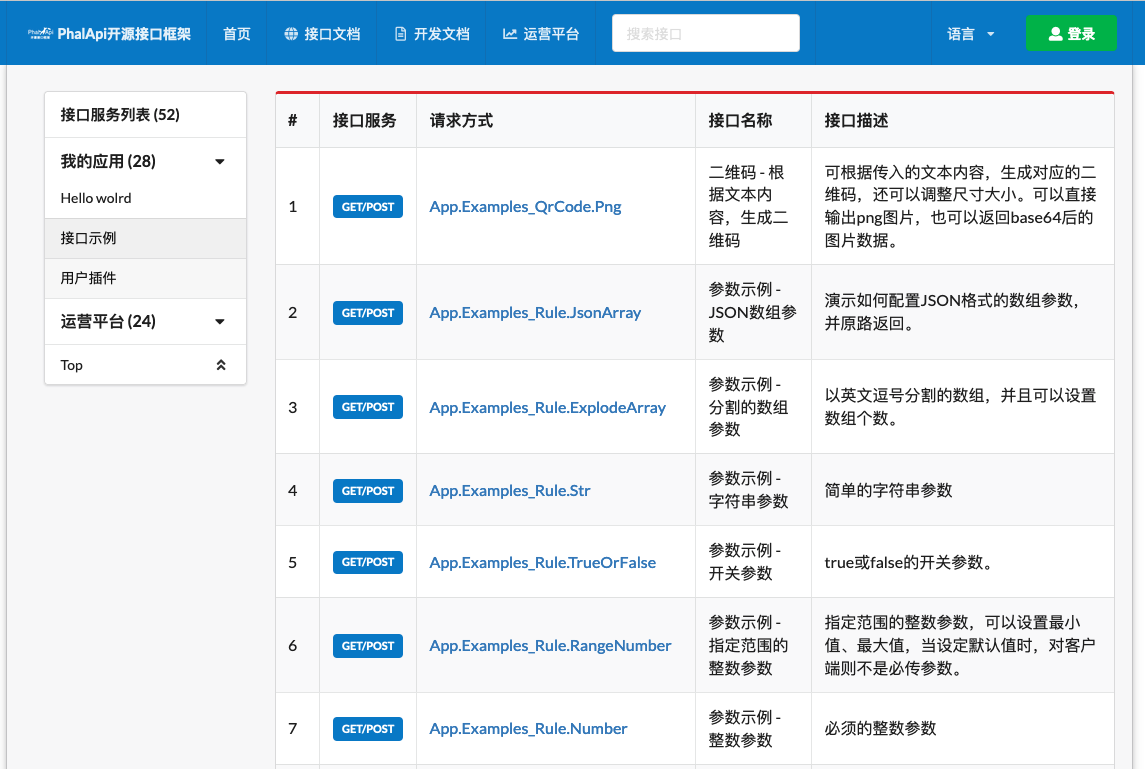 PhalApi开源接口框架 首页 接口文档 开发文档 运营平台 搜索接口 语言 登录
接口服务列表 (52)
我的应用 (28)
Hello wolrd
接口示例
用户插件
运营平台 (24)
Top
# 接口服务 请求方式 接口名称 接口描述
1 GET/POST App.Examples_QrCode.Png
二维码 - 根
据文本内
容，生成二
维码
可根据传入的文本内容，生成对应的二
维码，还可以调整尺寸大小。可以直接
输出png图片，也可以返回base64后的
图片数据。
2 GET/POST App.Examples_Rule.JsonArray
参数示例 -
JSON数组参
数
演示如何配置JSON格式的数组参数，
并原路返回。
3 GET/POST App.Examples_Rule.ExplodeArray
参数示例 -
分割的数组
参数
以英文逗号分割的数组，并且可以设置
数组个数。
4 GET/POST App.Examples_Rule.Str
参数示例 -
字符串参数
简单的字符串参数
5 GET/POST App.Examples_Rule.TrueOrFalse
参数示例 -
开关参数
true或false的开关参数。
6 GET/POST App.Examples_Rule.RangeNumber
参数示例 -
指定范围的
整数参数
指定范围的整数参数，可以设置最小
值、最大值，当设定默认值时，对客户
端则不是必传参数。
7 GET/POST App.Examples_Rule.Number
参数示例 -
整数参数
必须的整数参数